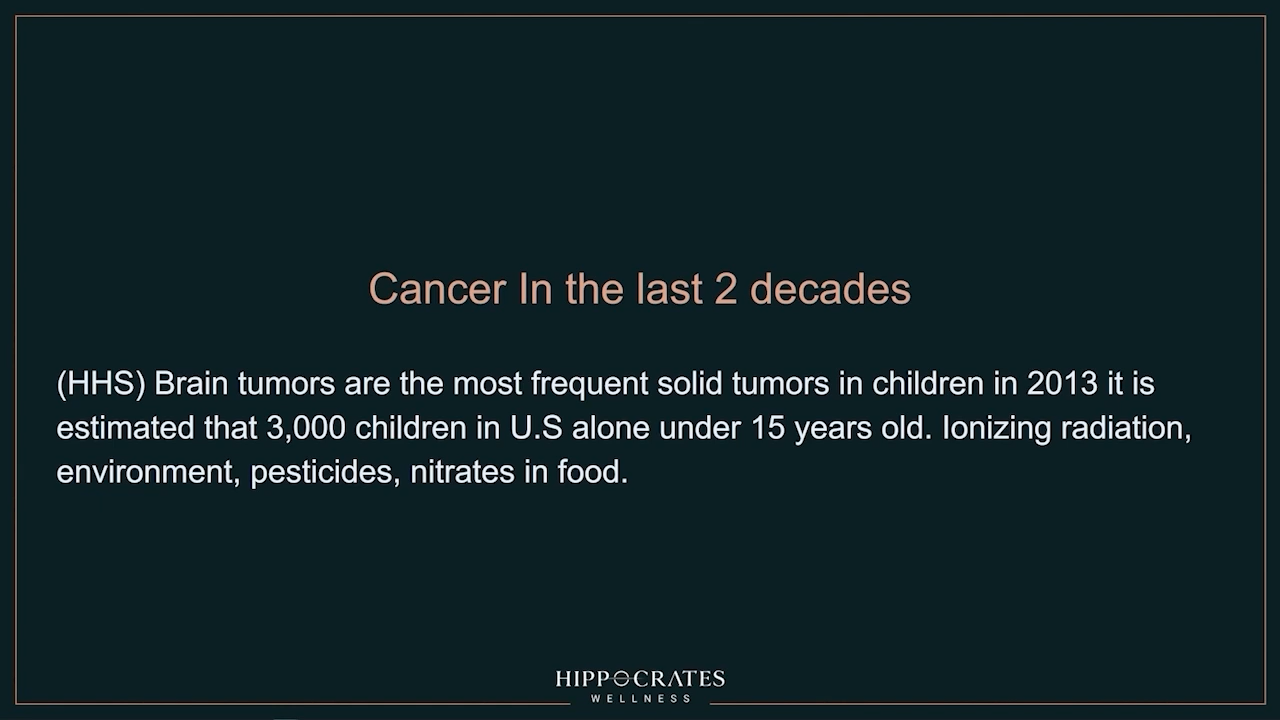 Cancer In the last 2 decades
(HHS) Brain tumors are the most frequent solid tumors in children in 2013 it is
estimated that 3,000 children in U.S alone under 15 years old. Ionizing radiation,
environment, pesticides, nitrates in food.
HIPPOCRATES
WELLNESS